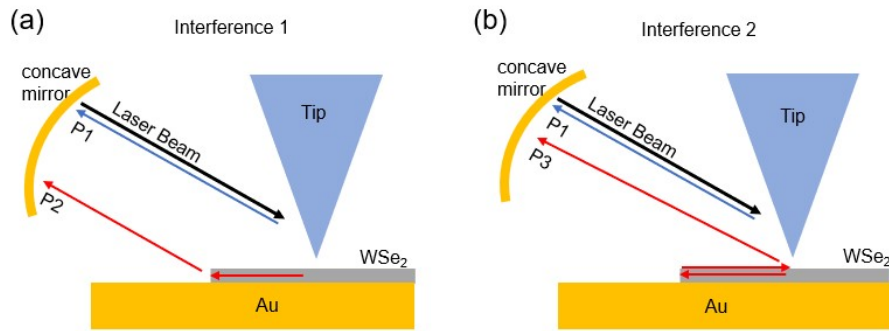 (a)
Interference 1
concave
mirror
Laser Beam
P1
P2
Tip
WSe₂
Au
(b)
Interference 2
concave
mirror
Laser Beam
P1
P3
Tip
WSe₂
Au